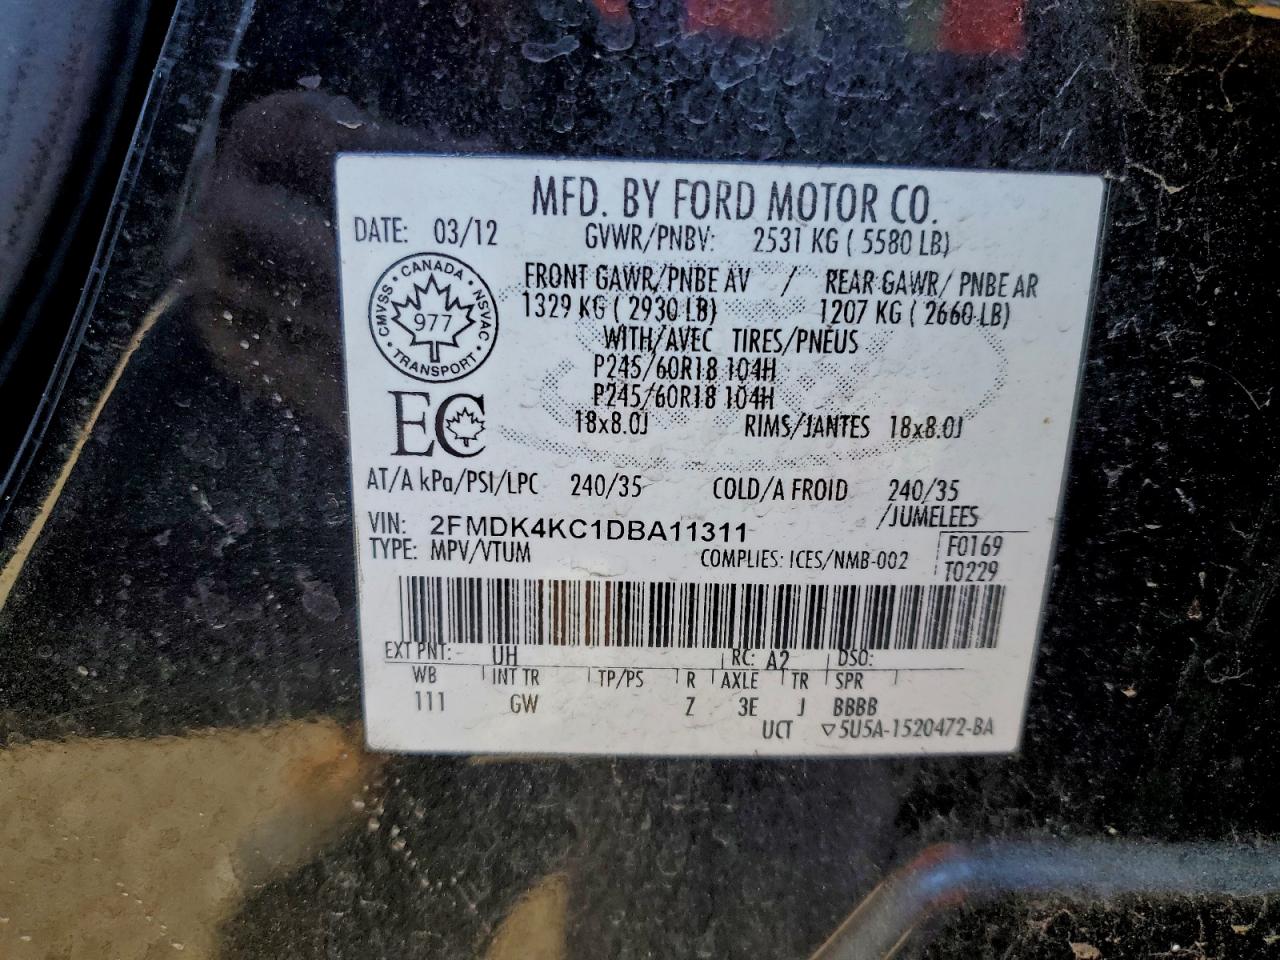 MFD. BY FORD MOTOR CO.
DATE: 03/12 GVWR/PNBV: 2531 KG ( 5580 LB)
FRONT GAWR/PNBE AV / REAR GAWR/ PNBE AR
1329 KG ( 2930 LB) 1207 KG ( 2660 LB)
WITH/AVEC TIRES/PNEUS
P245/60R18 104H
P245/60R18 104H
18x8.0J RIMS/JANTES 18x8.0J
CANADA
CMVSS 977 NSVAC
TRANSPORT
EC
AT/A kPa/PSI/LPC 240/35 COLD/A FROID 240/35
/JUMELEES
VIN: 2FMDK4KC1DBA11311
TYPE: MPV/VTUM COMPLIES: ICES/NMB-002
F0169
T0229
EXT PNT: UH RC: A2 DSO:
WB INT TR TP/PS R AXLE TR SPR
111 GW Z 3E J BBBB
UCT ▽5U5A-1520472-BA